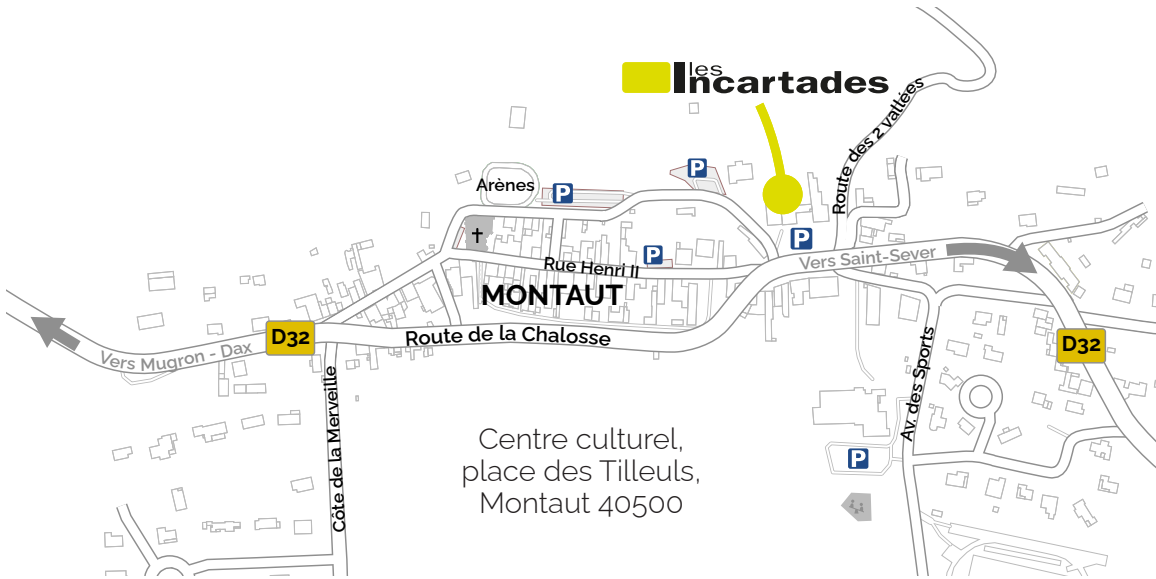 les
Incartades
Route des 2 vallées
P
P
Arènes
P
P
Vers Saint-Sever
Rue Henri II
MONTAUT
D32
Route de la Chalosse
D32
Vers Mugron - Dax
Av. des Sports
Côte de la Merveille
Centre culturel,
place des Tilleuls,
Montaut 40500
P